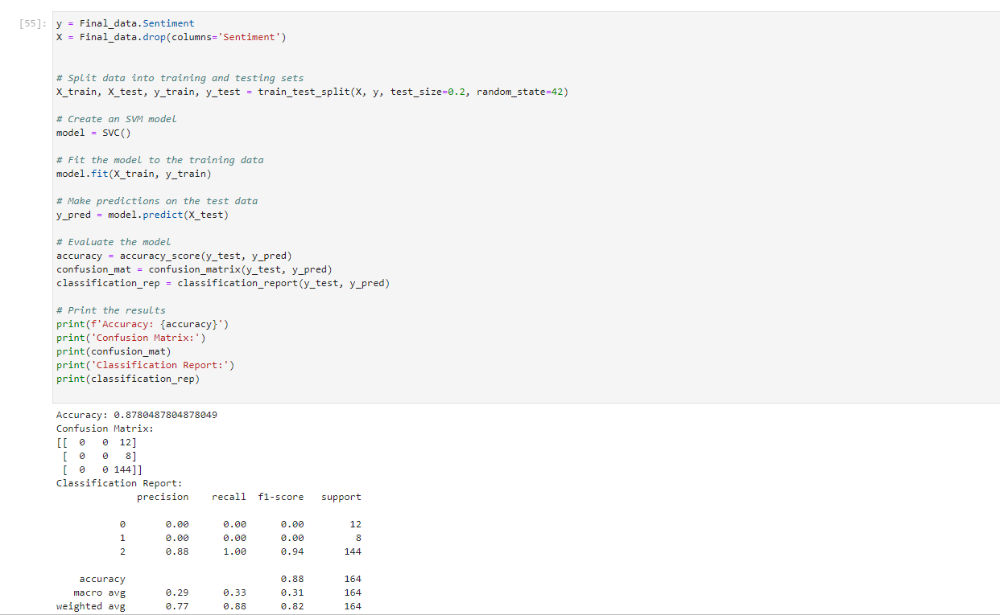 [55]: y = Final_data.Sentiment
X = Final_data.drop(columns='Sentiment')
# Split data into training and testing sets
X_train, X_test, y_train, y_test = train_test_split(X, y, test_size=0.2, random_state=42)
# Create an SVM model
model = SVC()
# Fit the model to the training data
model.fit(X_train, y_train)
# Make predictions on the test data
y_pred = model.predict(X_test)
# Evaluate the model
accuracy = accuracy_score(y_test, y_pred)
confusion_mat = confusion_matrix(y_test, y_pred)
classification_rep = classification_report(y_test, y_pred)
# Print the results
print(f'Accuracy: {accuracy}')
print('Confusion Matrix:')
print(confusion_mat)
print('Classification Report:')
print(classification_rep)
Accuracy: 0.8780487804878049
Confusion Matrix:
[[  0   0  12]
 [  0   0   8]
 [  0   0 144]]
Classification Report:
              precision    recall  f1-score   support
           0       0.00      0.00      0.00        12
           1       0.00      0.00      0.00         8
           2       0.88      1.00      0.94       144
    accuracy                           0.88       164
   macro avg       0.29      0.33      0.31       164
weighted avg       0.77      0.88      0.82       164